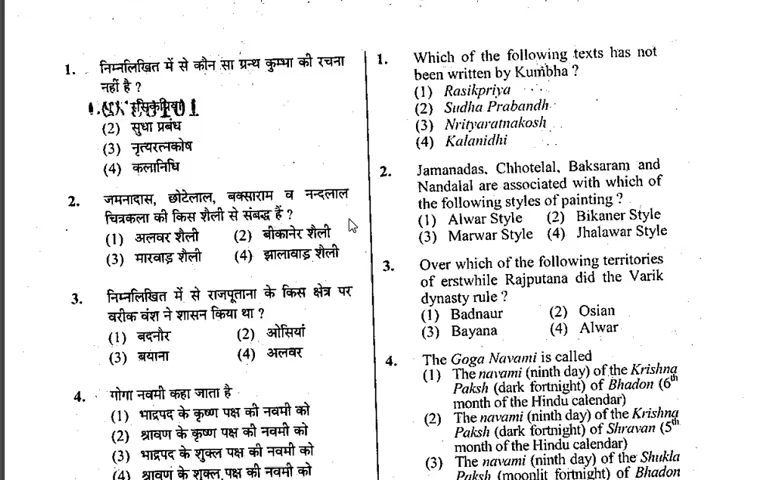 1. निम्नलिखित में से कौन सा ग्रन्थ कुम्भा की रचना
नहीं है ?
(2) सुधा प्रबंध
(3) नृत्यरत्नकोष
(4) कलानिधि
2. जमनादास, छोटेलाल, बक्साराम व नन्दलाल
चित्रकला की किस शैली से संबद्ध हैं ?
(1) अलवर शैली (2) बीकानेर शैली
(3) मारवाड़ शैली (4) झालावाड़ शैली
3. निम्नलिखित में से राजपूताना के किस क्षेत्र पर
वरीक वंश ने शासन किया था ?
(1) बदनौर (2) ओसियां
(3) बयाना (4) अलवर
4. गोगा नवमी कहा जाता है
(1) भाद्रपद के कृष्ण पक्ष की नवमी को
(2) श्रावण के कृष्ण पक्ष की नवमी को
(3) भाद्रपद के शुक्ल पक्ष की नवमी को
(4) श्रावण के शुक्ल पक्ष की नवमी को
1. Which of the following texts has not
been written by Kumbha ?
(1) Rasikpriya
(2) Sudha Prabandh
(3) Nrityaratnakosh
(4) Kalanidhi
2. Jamanadas, Chhotelal, Baksaram and
Nandalal are associated with which of
the following styles of painting ?
(1) Alwar Style (2) Bikaner Style
(3) Marwar Style (4) Jhalawar Style
3. Over which of the following territories
of erstwhile Rajputana did the Varik
dynasty rule ?
(1) Badnaur (2) Osian
(3) Bayana (4) Alwar
4. The Goga Navami is called
(1) The navami (ninth day) of the Krishna
Paksh (dark fortnight) of Bhadon (6th
month of the Hindu calendar)
(2) The navami (ninth day) of the Krishna
Paksh (dark fortnight) of Shravan (5th
month of the Hindu calendar)
(3) The navami (ninth day) of the Shukla
Paksh (moonlit fortnight) of Bhadon